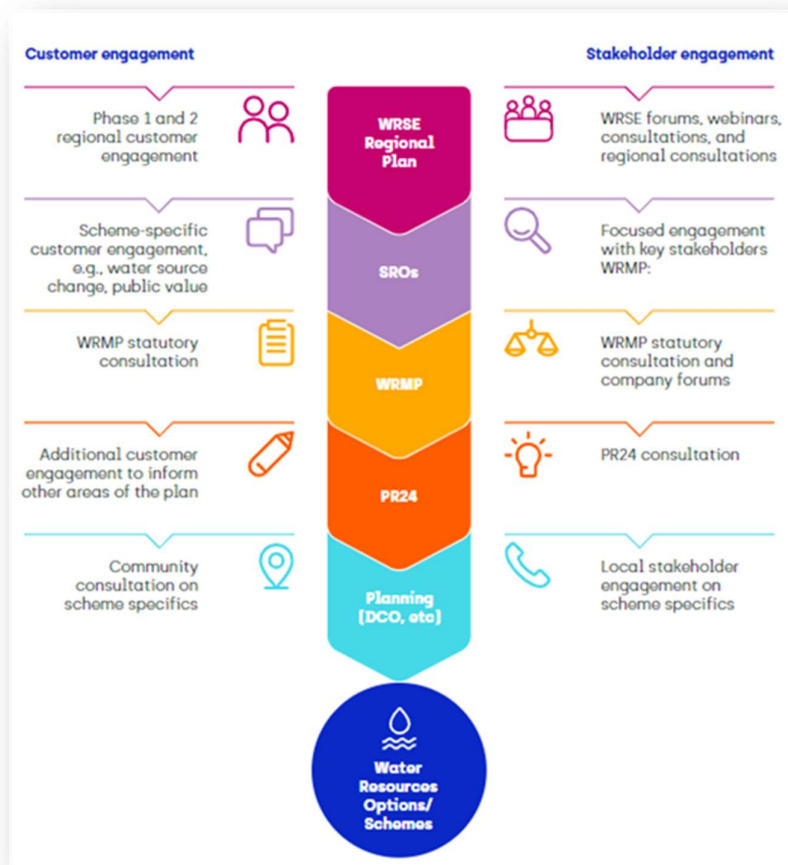 Customer engagement
Stakeholder engagement
Phase 1 and 2
regional customer
engagement
WRSE
Regional
Plan
WRSE forums, webinars,
consultations, and
regional consultations
Scheme-specific
customer engagement,
e.g., water source
change, public value
SROs
Focused engagement
with key stakeholders
WRMP:
WRMP statutory
consultation
WRMP
WRMP statutory
consultation and
company forums
Additional customer
engagement to inform
other areas of the plan
PR24
PR24 consultation
Community
consultation on
scheme specifics
Planning
(DCO, etc)
Local stakeholder
engagement on
scheme specifics
Water
Resources
Options/
Schemes